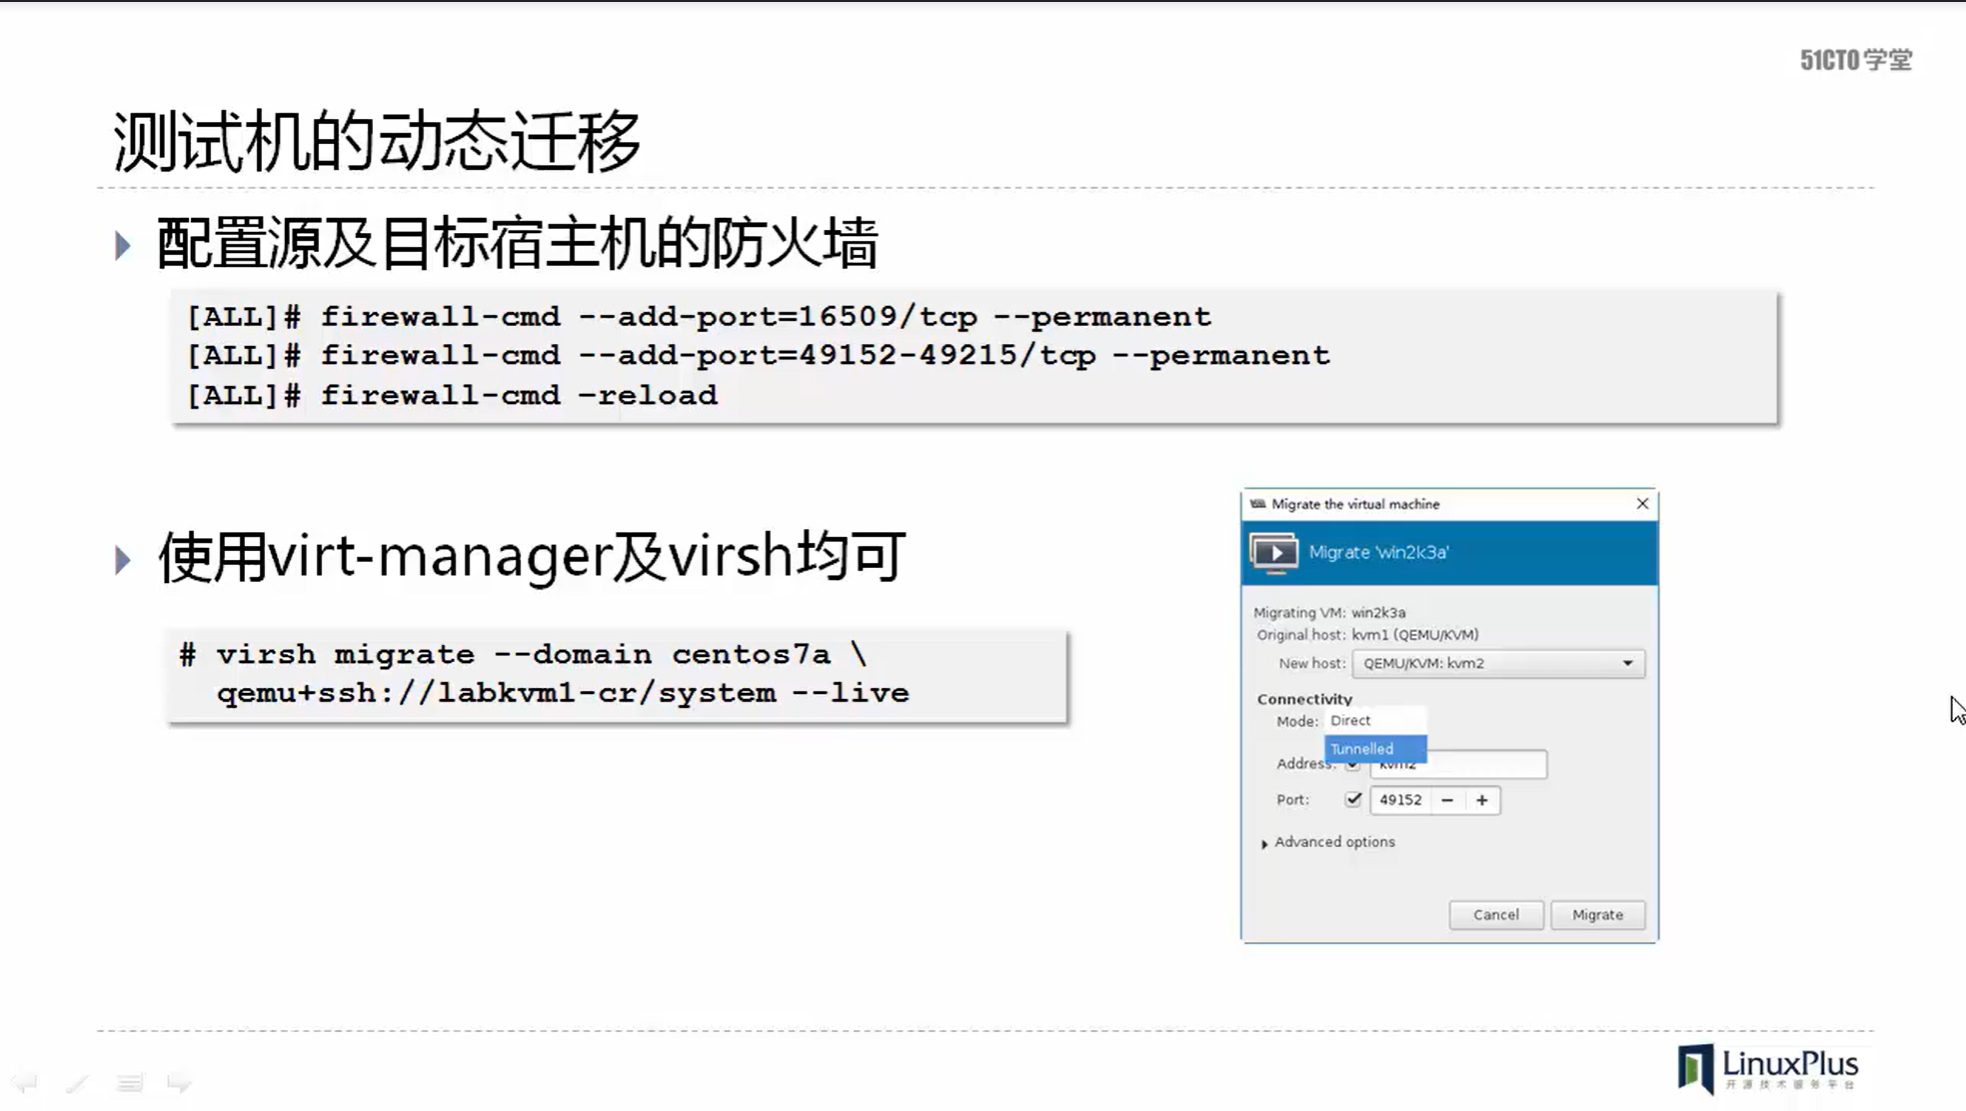 51CTO学堂
测试机的动态迁移
配置源及目标宿主机的防火墙
[ALL]# firewall-cmd --add-port=16509/tcp --permanent
[ALL]# firewall-cmd --add-port=49152-49215/tcp --permanent
[ALL]# firewall-cmd –reload
使用virt-manager及virsh均可
# virsh migrate --domain centos7a \
qemu+ssh://labkvm1-cr/system --live
Migrate the virtual machine
Migrate 'win2k3a'
Migrating VM: win2k3a
Original host: kvm1 (QEMU/KVM)
New host: QEMU/KVM: kvm2
Connectivity
Mode: Direct
Tunnelled
Address: kvm2
Port: 49152 − +
Advanced options
Cancel Migrate
LinuxPlus
开源技术服务平台